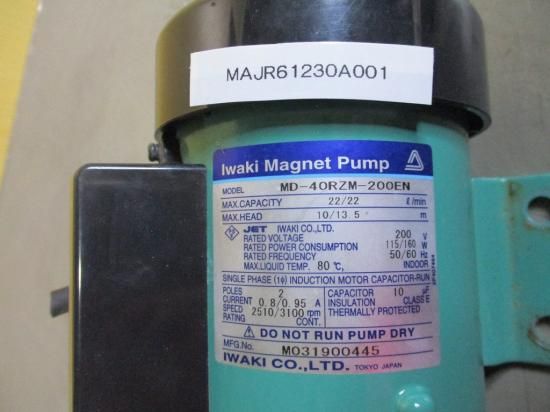 MAJR61230A001
Iwaki Magnet Pump
MODEL MD-40RZM-200EN
MAX.CAPACITY 22/22 ℓ/min
MAX.HEAD 10/13.5 m
JET IWAKI CO.,LTD.
RATED VOLTAGE 200 V
RATED POWER CONSUMPTION 115/160 W
RATED FREQUENCY 50/60 Hz
MAX.LIQUID TEMP. 80℃, INDOOR
SINGLE PHASE (1ϕ) INDUCTION MOTOR CAPACITOR-RUN
POLES 2 CAPACITOR 10 µF
CURRENT 0.8/0.95 A INSULATION CLASS E
SPEED 2510/3100 rpm THERMALLY PROTECTED
RATING CONT.
⚠ DO NOT RUN PUMP DRY
MFG.No. M031900445
IWAKI CO.,LTD. TOKYO JAPAN